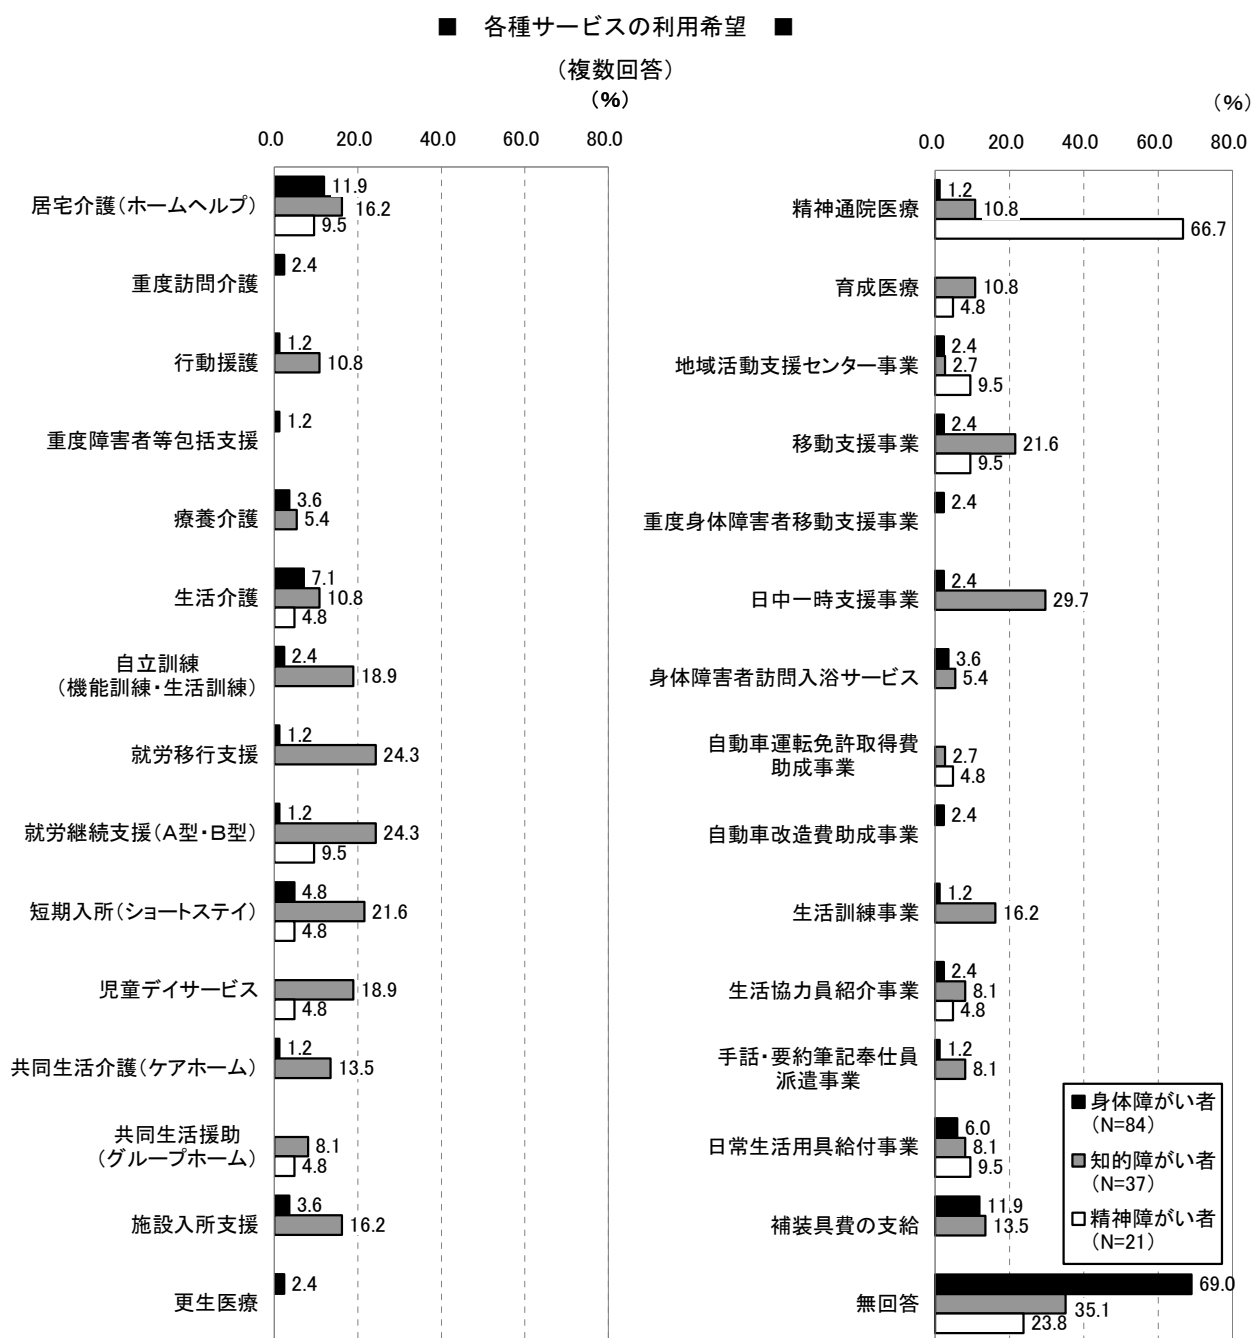 ■ 各種サービスの利用希望 ■
（複数回答）
（％）
0.0 20.0 40.0 60.0 80.0
居宅介護（ホームヘルプ）
11.9
16.2
9.5
重度訪問介護
2.4
行動援護
1.2
10.8
重度障害者等包括支援
1.2
療養介護
3.6
5.4
生活介護
7.1
10.8
4.8
自立訓練
（機能訓練・生活訓練）
2.4
18.9
就労移行支援
1.2
24.3
就労継続支援（A型・B型）
1.2
24.3
9.5
短期入所（ショートステイ）
4.8
21.6
4.8
児童デイサービス
18.9
4.8
共同生活介護（ケアホーム）
1.2
13.5
共同生活援助
（グループホーム）
8.1
4.8
施設入所支援
3.6
16.2
更生医療
2.4
（％）
0.0 20.0 40.0 60.0 80.0
精神通院医療
1.2
10.8
66.7
育成医療
10.8
4.8
地域活動支援センター事業
2.4
2.7
9.5
移動支援事業
2.4
21.6
9.5
重度身体障害者移動支援事業
2.4
日中一時支援事業
2.4
29.7
身体障害者訪問入浴サービス
3.6
5.4
自動車運転免許取得費
助成事業
2.7
4.8
自動車改造費助成事業
2.4
生活訓練事業
1.2
16.2
生活協力員紹介事業
2.4
8.1
4.8
手話・要約筆記奉仕員
派遣事業
1.2
8.1
日常生活用具給付事業
6.0
8.1
9.5
補装具費の支給
11.9
13.5
無回答
69.0
35.1
23.8
■身体障がい者
（N=84）
知的障がい者
（N=37）
□精神障がい者
（N=21）